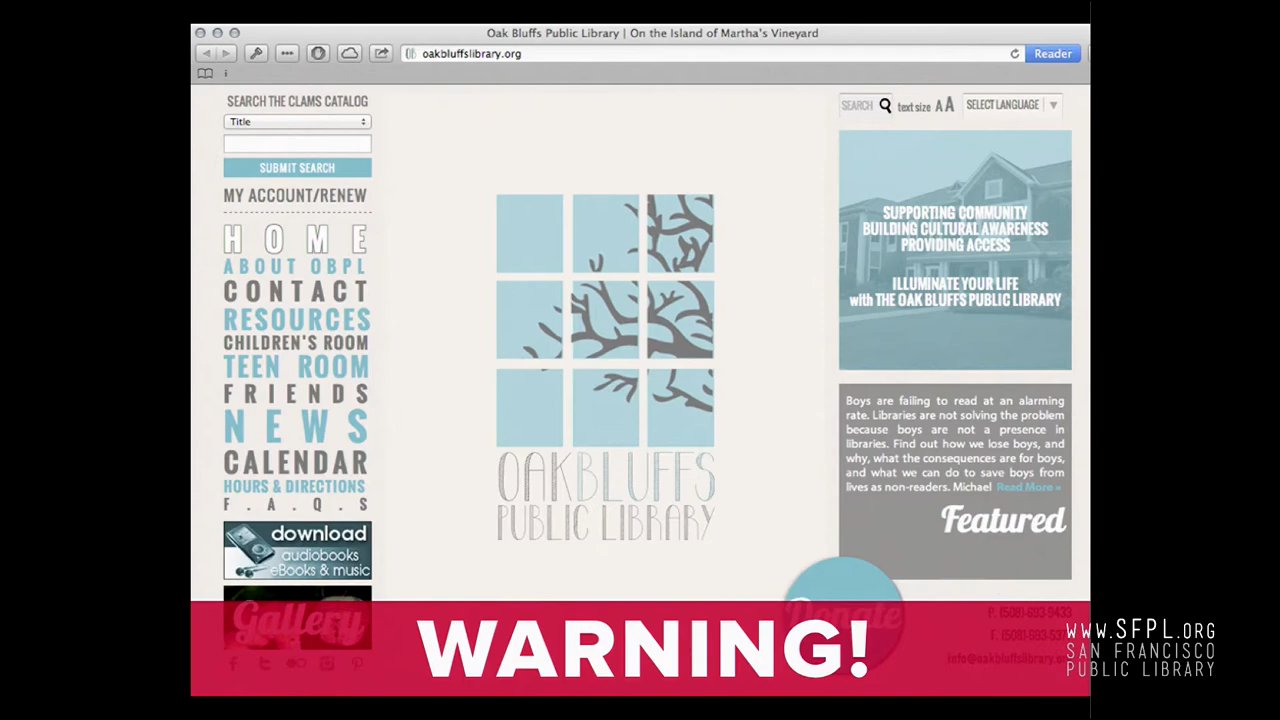 Oak Bluffs Public Library | On the Island of Martha's Vineyard
oakbluffslibrary.org
Reader
SEARCH THE CLAMS CATALOG
Title
SUBMIT SEARCH
MY ACCOUNT/RENEW
HOME
ABOUT OBPL
CONTACT
RESOURCES
CHILDREN'S ROOM
TEEN ROOM
FRIENDS
NEWS
CALENDAR
HOURS & DIRECTIONS
F.A.Q.S
download
audiobooks
eBooks & music
Gallery
OAKBLUFFS
PUBLIC LIBRARY
SEARCH
text size A A
SELECT LANGUAGE
SUPPORTING COMMUNITY
BUILDING CULTURAL AWARENESS
PROVIDING ACCESS
ILLUMINATE YOUR LIFE
with THE OAK BLUFFS PUBLIC LIBRARY
Boys are failing to read at an alarming
rate. Libraries are not solving the problem
because boys are not a presence in
libraries. Find out how we lose boys, and
why, what the consequences are for boys,
and what we can do to save boys from
lives as non-readers. Michael Read More »
Featured
Donate
P. (508)-693-9433
F. (508)-693-53
info@oakbluffslibrary.o
WARNING!
WWW.SFPL.ORG
SAN FRANCISCO
PUBLIC LIBRARY